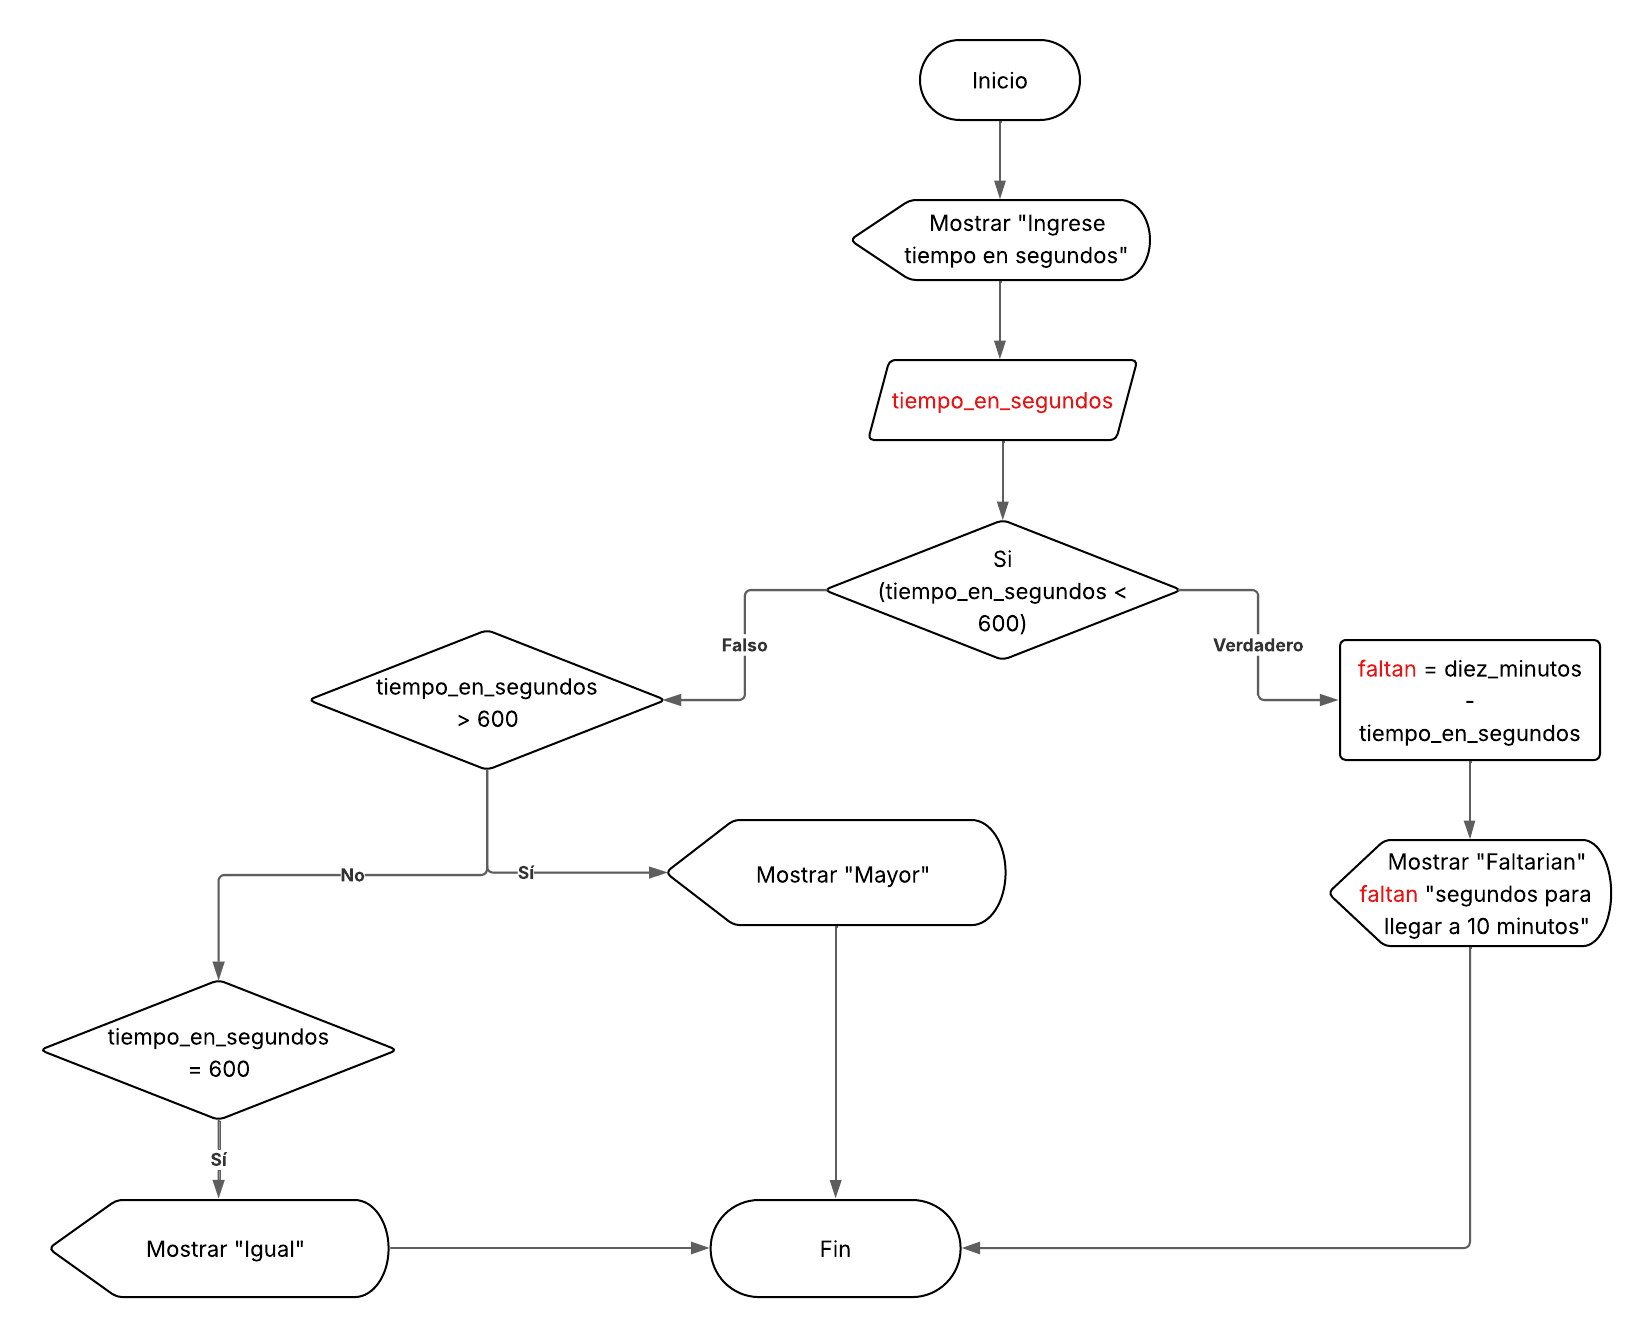 Inicio
Mostrar "Ingrese
tiempo en segundos"
tiempo_en_segundos
Si
(tiempo_en_segundos <
600)
Falso
Verdadero
tiempo_en_segundos
> 600
faltan = diez_minutos
-
tiempo_en_segundos
No
Sí
Mostrar "Mayor"
Mostrar "Faltarian"
faltan "segundos para
llegar a 10 minutos"
tiempo_en_segundos
= 600
Sí
Mostrar "Igual"
Fin